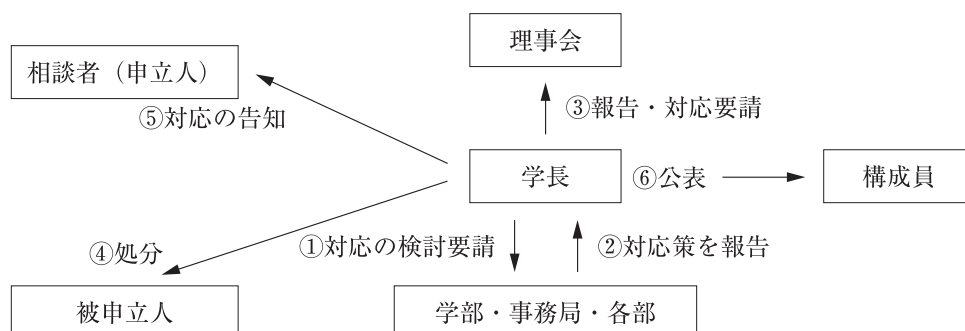 理事会
相談者（申立人）
③報告・対応要請
⑤対応の告知
学長
⑥公表
構成員
④処分
①対応の検討要請
②対応策を報告
被申立人
学部・事務局・各部